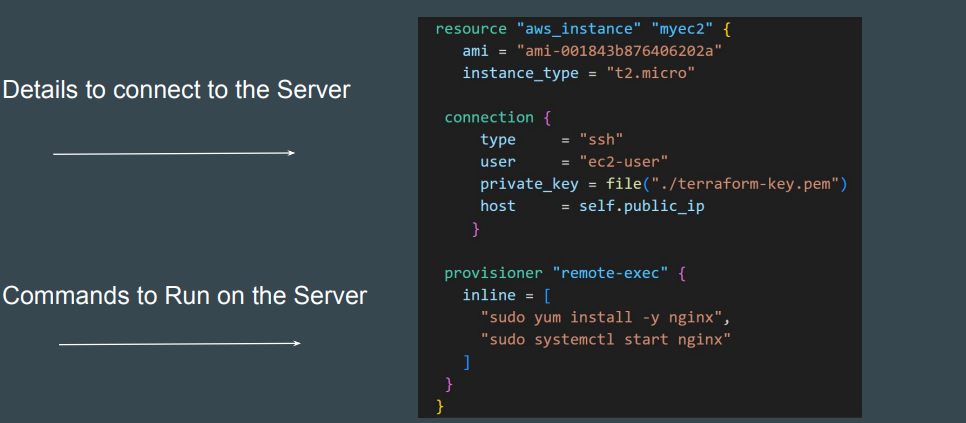 Details to connect to the Server
Commands to Run on the Server
resource "aws_instance" "myec2" {
   ami = "ami-001843b876406202a"
   instance_type = "t2.micro"

 connection {
     type     = "ssh"
     user     = "ec2-user"
     private_key = file("./terraform-key.pem")
     host     = self.public_ip
    }

 provisioner "remote-exec" {
   inline = [
     "sudo yum install -y nginx",
     "sudo systemctl start nginx"
   ]
 }
}